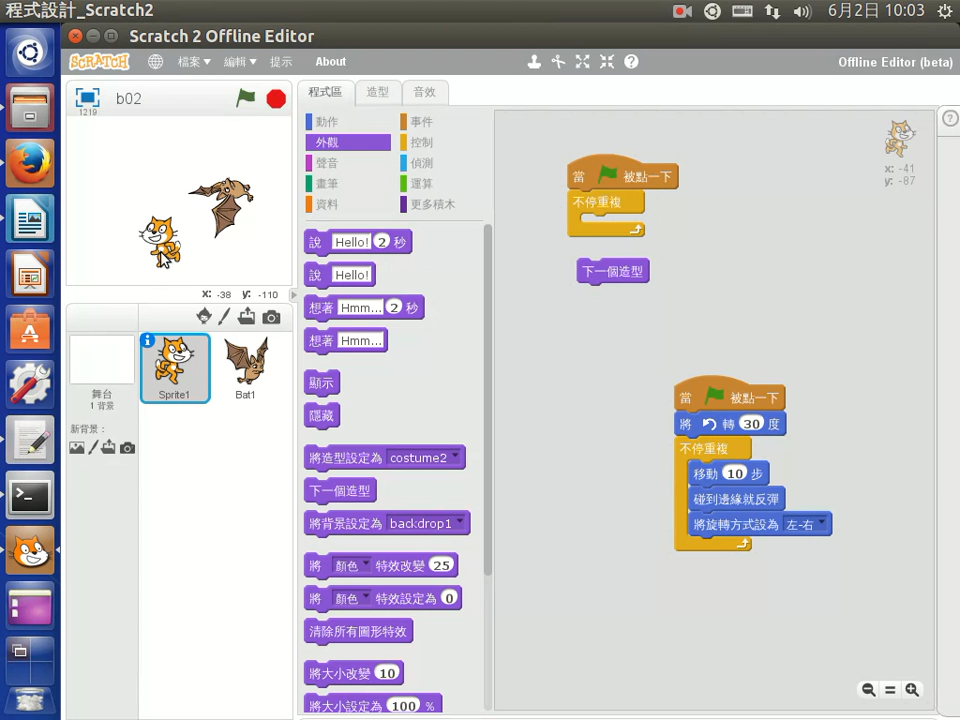 程式設計_Scratch2
6月2日 10:03
Scratch 2 Offline Editor
SCRATCH
檔案
編輯
提示
About
Offline Editor (beta)
b02
1219
程式區
造型
音效
動作
外觀
聲音
畫筆
資料
事件
控制
偵測
運算
更多積木
x: -38 y: -110
舞台
1 背景
新背景:
Sprite1
Bat1
說 Hello! 2 秒
說 Hello!
想著 Hmm... 2 秒
想著 Hmm...
顯示
隱藏
將造型設定為 costume2
下一個造型
將背景設定為 backdrop1
將 顏色 特效改變 25
將 顏色 特效設定為 0
清除所有圖形特效
將大小改變 10
將大小設定為 100 %
當 被點一下
不停重複
下一個造型
當 被點一下
將 轉 30 度
不停重複
移動 10 步
碰到邊緣就反彈
將旋轉方式設為 左-右
x: -41
y: -87